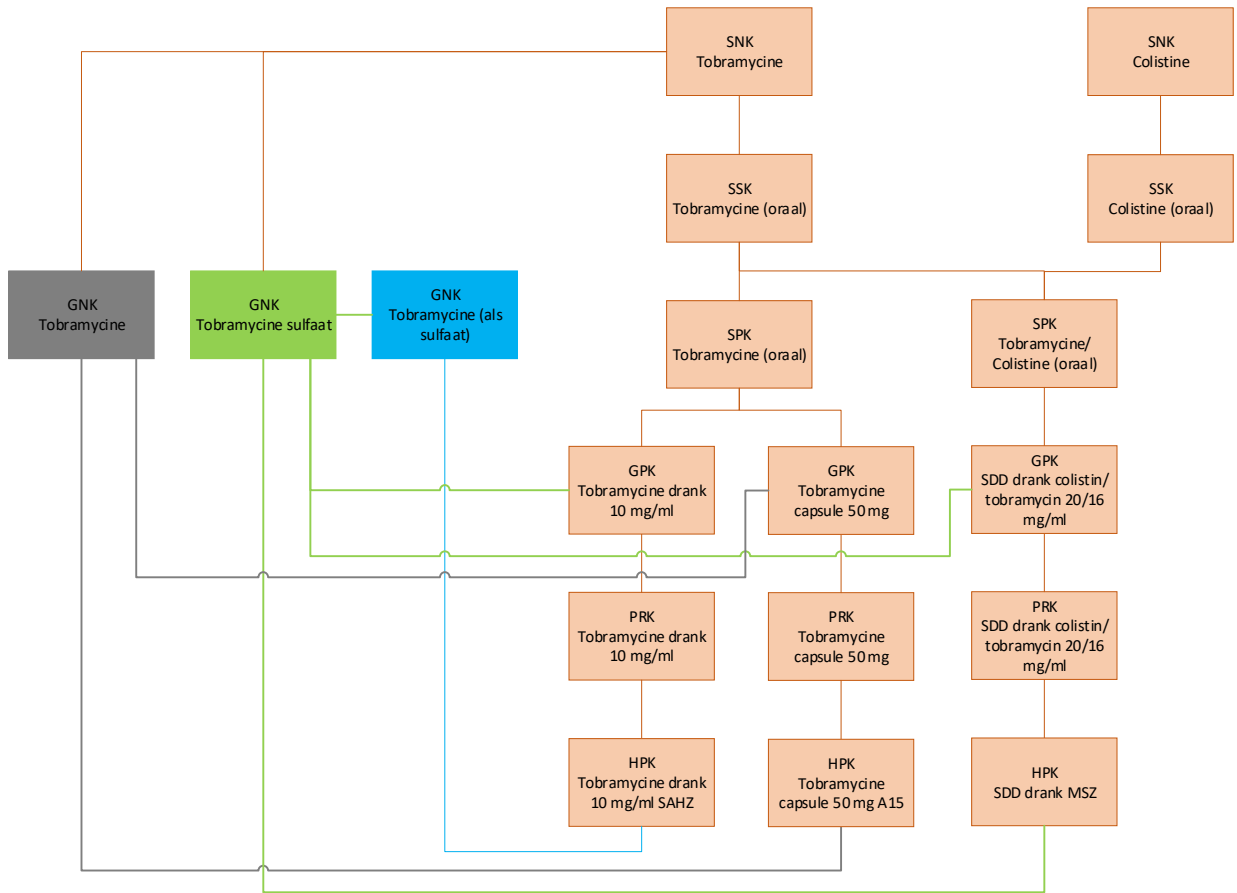 SNK
Tobramycine
SNK
Colistine
SSK
Tobramycine (oraal)
SSK
Colistine (oraal)
GNK
Tobramycine
GNK
Tobramycine sulfaat
GNK
Tobramycine (als
sulfaat)
SPK
Tobramycine (oraal)
SPK
Tobramycine/
Colistine (oraal)
GPK
Tobramycine drank
10 mg/ml
GPK
Tobramycine
capsule 50 mg
GPK
SDD drank colistin/
tobramycin 20/16
mg/ml
PRK
Tobramycine drank
10 mg/ml
PRK
Tobramycine
capsule 50 mg
PRK
SDD drank colistin/
tobramycin 20/16
mg/ml
HPK
Tobramycine drank
10 mg/ml SAHZ
HPK
Tobramycine
capsule 50 mg A15
HPK
SDD drank MSZ